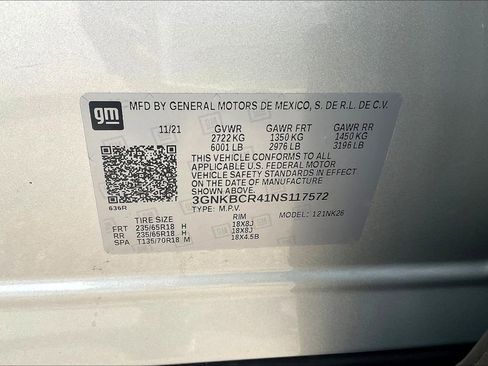 gm
MFD BY GENERAL MOTORS DE MEXICO, S. DE R.L. DE C.V.
11/21 GVWR GAWR FRT GAWR RR
2722 KG 1350 KG 1450 KG
6001 LB 2976 LB 3196 LB
THIS VEHICLE CONFORMS TO ALL
APPLICABLE U.S. FEDERAL MOTOR
VEHICLE SAFETY STANDARDS IN EFFECT
ON THE DATE OF MANUFACTURE
SHOWN ABOVE.
3GNKBCR41NS117572
636R
TYPE: M.P.V. MODEL: 121NK26
TIRE SIZE RIM
FRT 235/65R18 H 18X8J
RR 235/65R18 H 18X8J
SPA T135/70R18 M 18X4.5B